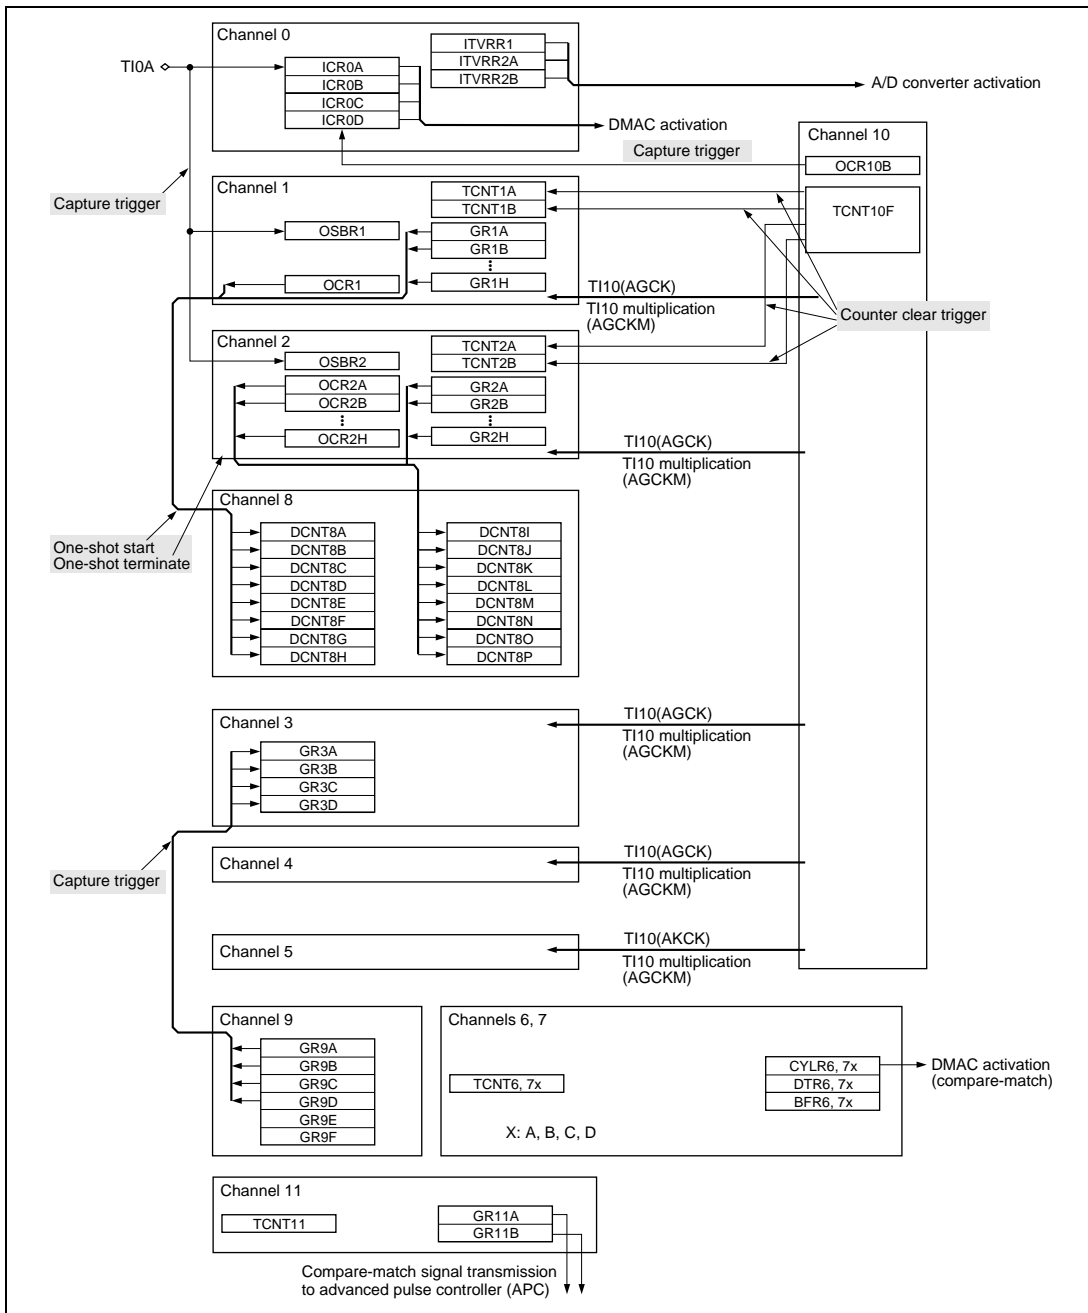 Channel 0
TI0A
ICR0A
ICR0B
ICR0C
ICR0D
ITVRR1
ITVRR2A
ITVRR2B
A/D converter activation
DMAC activation
Capture trigger
Channel 10
OCR10B
TCNT10F
Capture trigger
Channel 1
TCNT1A
TCNT1B
OSBR1
GR1A
GR1B
GR1H
OCR1
TI10(AGCK)
TI10 multiplication
(AGCKM)
Counter clear trigger
Channel 2
TCNT2A
TCNT2B
OSBR2
OCR2A
OCR2B
OCR2H
GR2A
GR2B
GR2H
TI10(AGCK)
TI10 multiplication
(AGCKM)
Channel 8
One-shot start
One-shot terminate
DCNT8A
DCNT8B
DCNT8C
DCNT8D
DCNT8E
DCNT8F
DCNT8G
DCNT8H
DCNT8I
DCNT8J
DCNT8K
DCNT8L
DCNT8M
DCNT8N
DCNT8O
DCNT8P
Channel 3
GR3A
GR3B
GR3C
GR3D
TI10(AGCK)
TI10 multiplication
(AGCKM)
Capture trigger
Channel 4
TI10(AGCK)
TI10 multiplication
(AGCKM)
Channel 5
TI10(AKCK)
TI10 multiplication
(AGCKM)
Channel 9
GR9A
GR9B
GR9C
GR9D
GR9E
GR9F
Channels 6, 7
TCNT6, 7x
X: A, B, C, D
CYLR6, 7x
DTR6, 7x
BFR6, 7x
DMAC activation
(compare-match)
Channel 11
TCNT11
GR11A
GR11B
Compare-match signal transmission
to advanced pulse controller (APC)